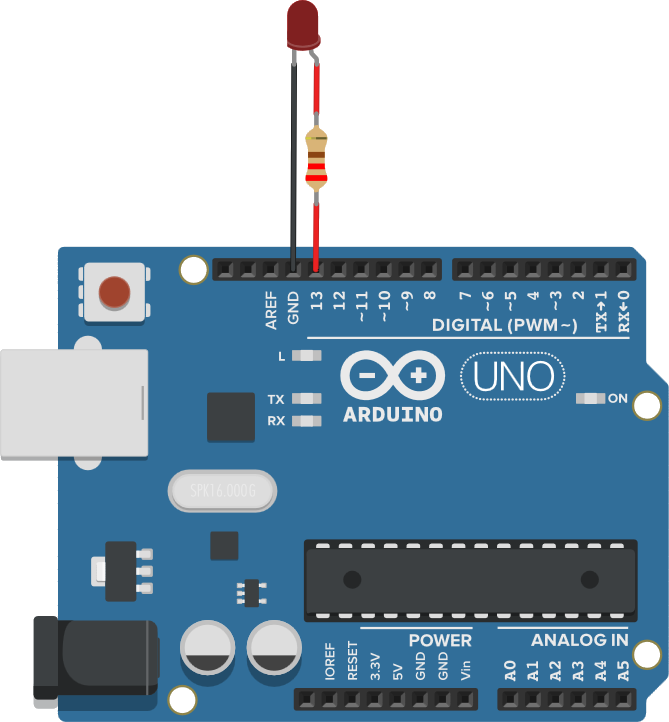 AREF
GND
13
12
~11
~10
~9
8
7
~6
~5
4
~3
2
TX→1
RX←0
DIGITAL (PWM~)
L
TX
RX
ARDUINO
UNO
ON
SPK16.000G
POWER
ANALOG IN
IOREF
RESET
3.3V
5V
GND
GND
Vin
A0
A1
A2
A3
A4
A5